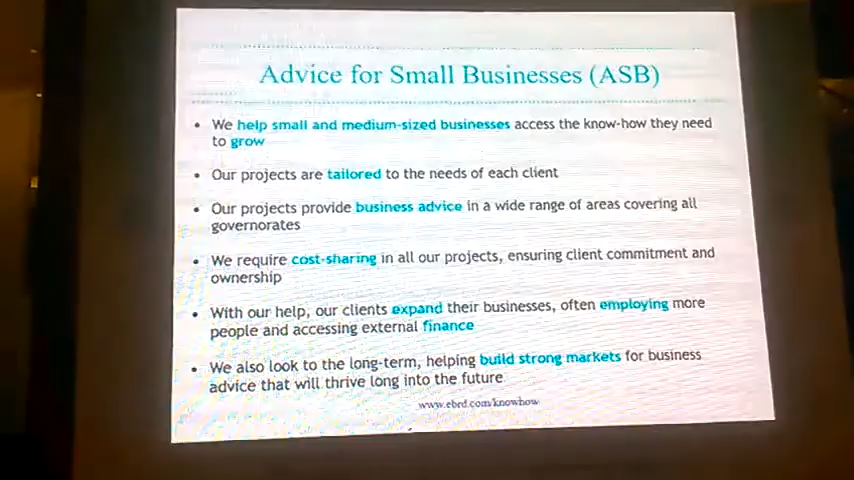 Advice for Small Businesses (ASB)
• We help small and medium-sized businesses access the know-how they need
to grow
• Our projects are tailored to the needs of each client
• Our projects provide business advice in a wide range of areas covering all
governorates
• We require cost-sharing in all our projects, ensuring client commitment and
ownership
• With our help, our clients expand their businesses, often employing more
people and accessing external finance
• We also look to the long-term, helping build strong markets for business
advice that will thrive long into the future
www.ebrd.com/knowhow